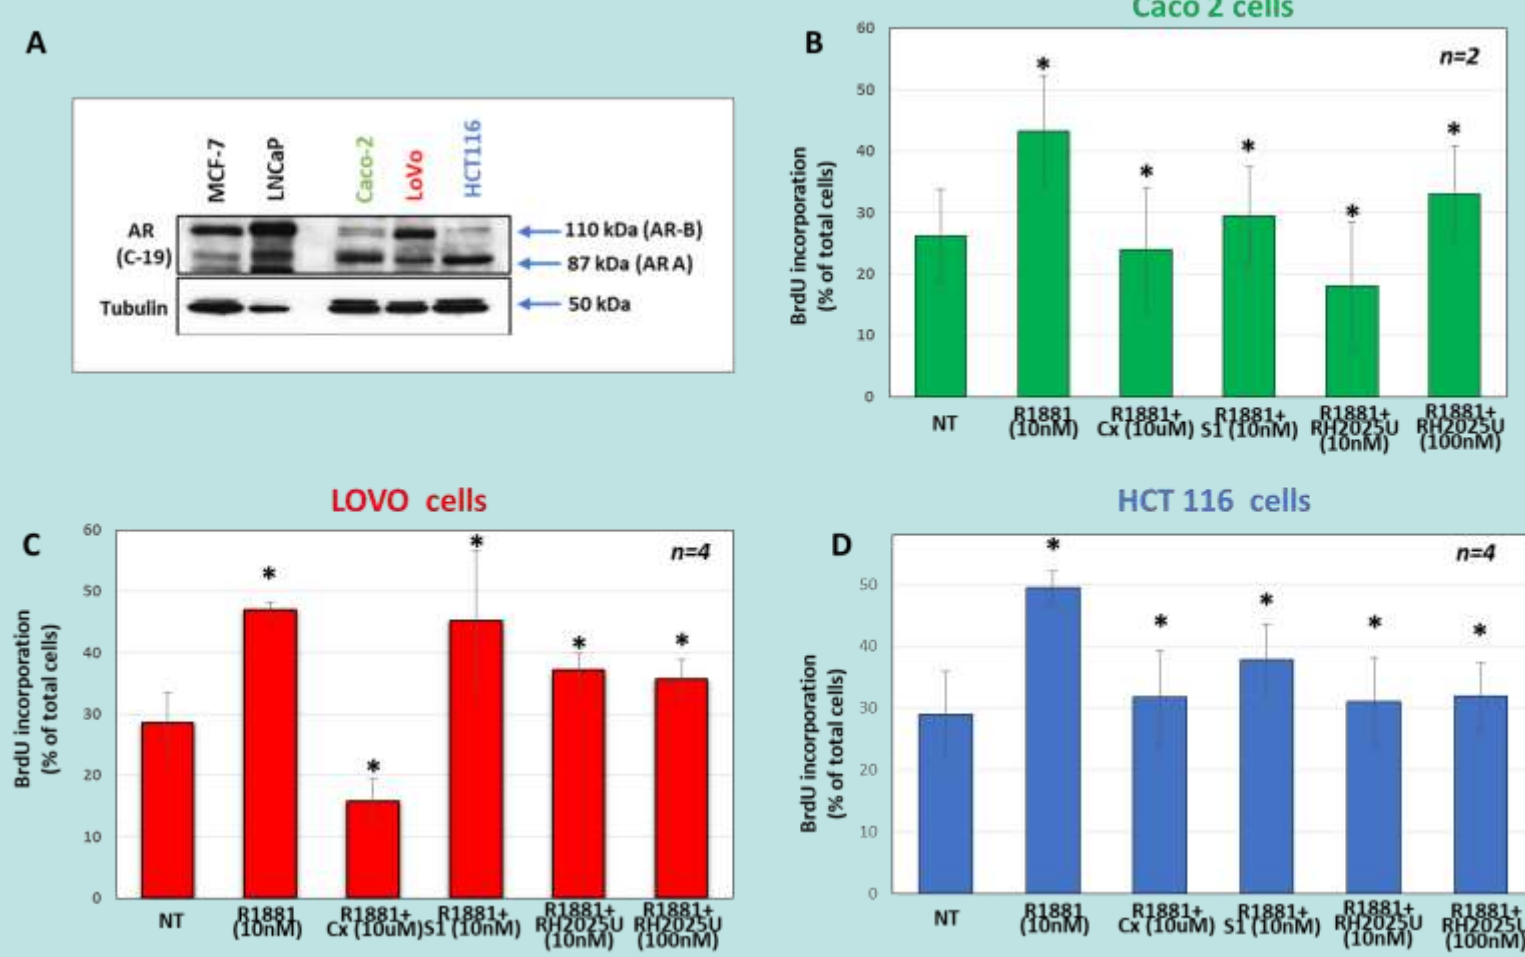 A
MCF-7
LNCaP
Caco-2
LoVo
HCT116
AR
(C-19)
110 kDa (AR-B)
87 kDa (AR A)
Tubulin
50 kDa
Caco 2 cells
B
n=2
BrdU incorporation
(% of total cells)
60
50
40
30
20
10
0
*
*
*
*
*
NT
R1881
(10nM)
R1881+
Cx (10uM)
R1881+
S1 (10nM)
R1881+
RH2025U
(10nM)
R1881+
RH2025U
(100nM)
LOVO cells
C
n=4
BrdU incorporation
(% of total cells)
60
50
40
30
20
10
0
*
*
*
*
*
NT
R1881
(10nM)
R1881+
Cx (10uM)
R1881+
S1 (10nM)
R1881+
RH2025U
(10nM)
R1881+
RH2025U
(100nM)
HCT 116 cells
D
n=4
BrdU incorporation
(% of total cells)
50
40
30
20
10
0
*
*
*
*
*
NT
R1881
(10nM)
R1881+
Cx (10uM)
R1881+
S1 (10nM)
R1881+
RH2025U
(10nM)
R1881+
RH2025U
(100nM)